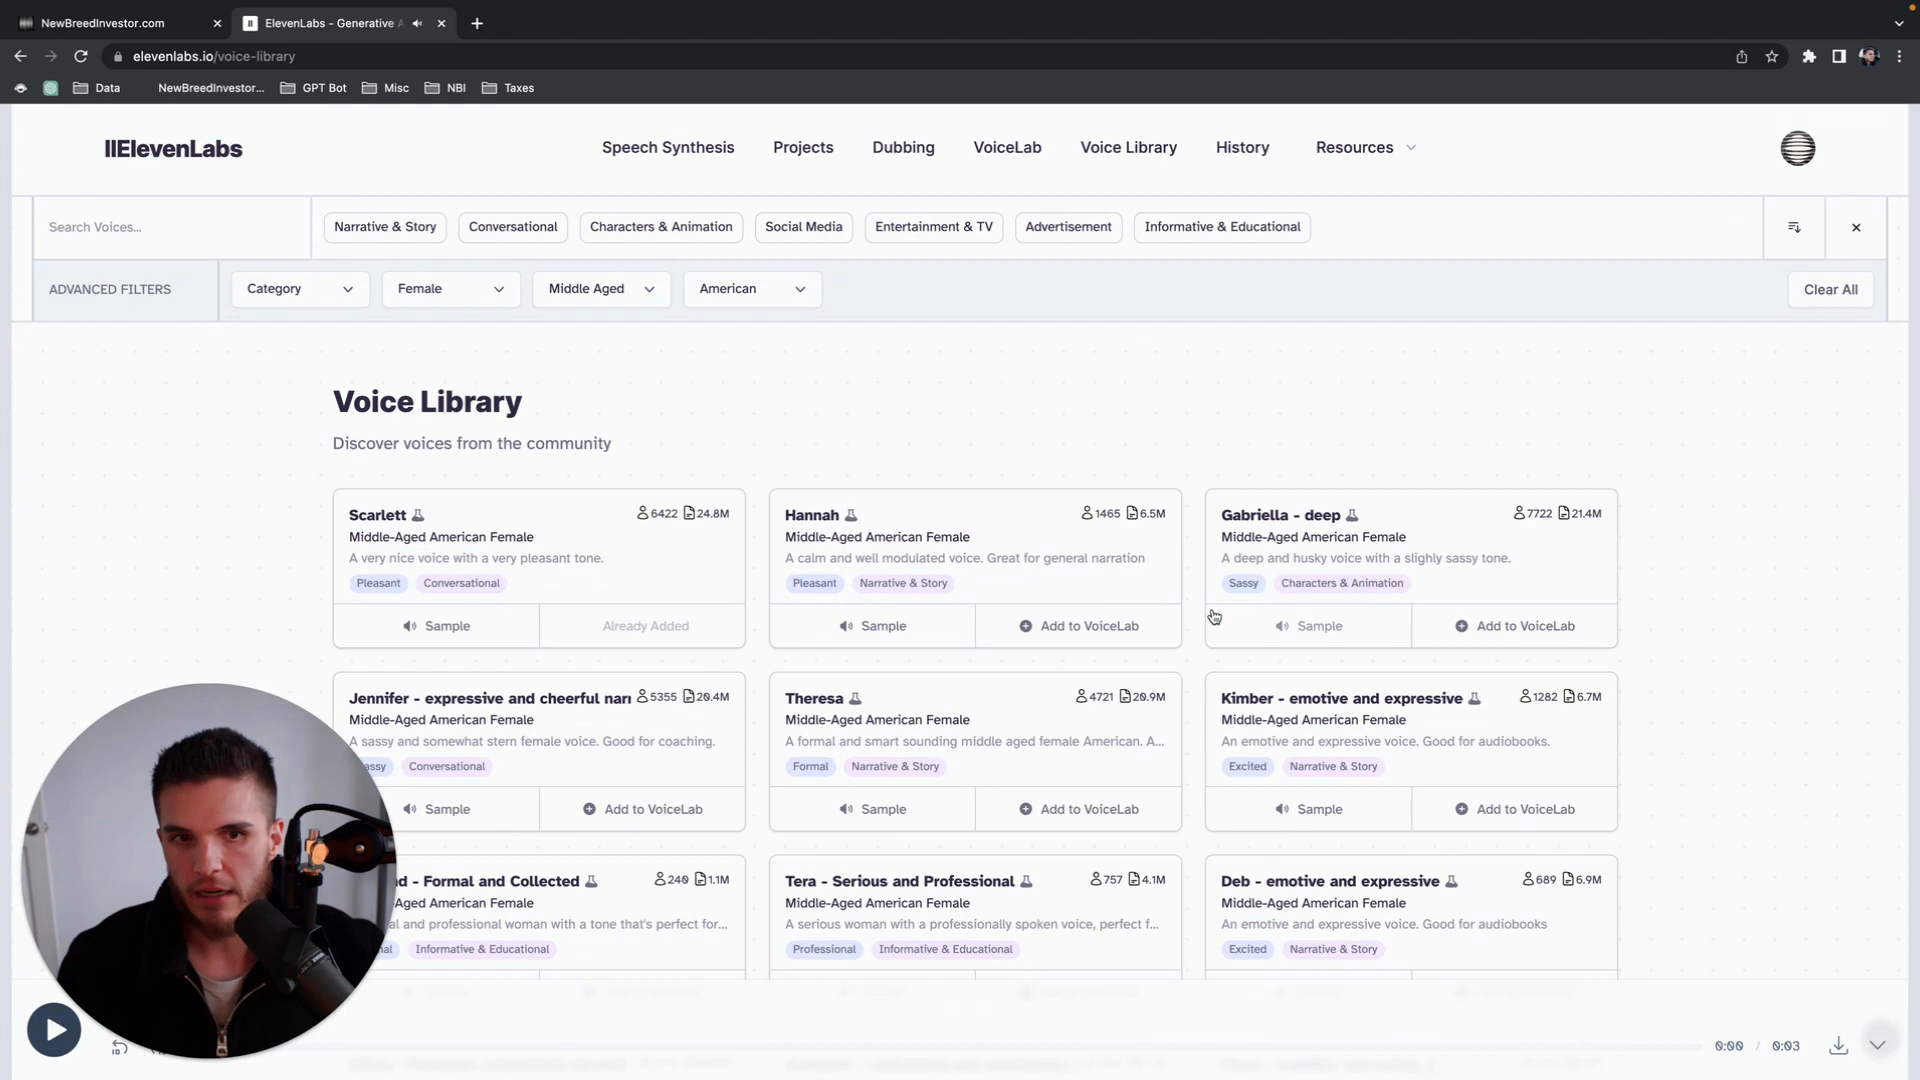 NewBreedInvestor.com
ElevenLabs - Generative A
elevenlabs.io/voice-library
Data
NewBreedInvestor...
GPT Bot
Misc
NBI
Taxes
IIElevenLabs
Speech Synthesis
Projects
Dubbing
VoiceLab
Voice Library
History
Resources
Search Voices...
Narrative & Story
Conversational
Characters & Animation
Social Media
Entertainment & TV
Advertisement
Informative & Educational
ADVANCED FILTERS
Category
Female
Middle Aged
American
Clear All
Voice Library
Discover voices from the community
Scarlett 6422 24.8M
Middle-Aged American Female
A very nice voice with a very pleasant tone.
Pleasant Conversational
Sample Already Added
Hannah 1465 6.5M
Middle-Aged American Female
A calm and well modulated voice. Great for general narration
Pleasant Narrative & Story
Sample Add to VoiceLab
Gabriella - deep 7722 21.4M
Middle-Aged American Female
A deep and husky voice with a slighly sassy tone.
Sassy Characters & Animation
Sample Add to VoiceLab
Jennifer - expressive and cheerful narr 5355 20.4M
Middle-Aged American Female
A sassy and somewhat stern female voice. Good for coaching.
assy Conversational
Sample Add to VoiceLab
Theresa 4721 20.9M
Middle-Aged American Female
A formal and smart sounding middle aged female American. A...
Formal Narrative & Story
Sample Add to VoiceLab
Kimber - emotive and expressive 1282 6.7M
Middle-Aged American Female
An emotive and expressive voice. Good for audiobooks.
Excited Narrative & Story
Sample Add to VoiceLab
d - Formal and Collected 240 1.1M
Middle-Aged American Female
al and professional woman with a tone that's perfect for...
nal Informative & Educational
Tera - Serious and Professional 757 4.1M
Middle-Aged American Female
A serious woman with a professionally spoken voice, perfect f...
Professional Informative & Educational
Deb - emotive and expressive 689 6.9M
Middle-Aged American Female
An emotive and expressive voice. Good for audiobooks
Excited Narrative & Story
10
0:00 / 0:03